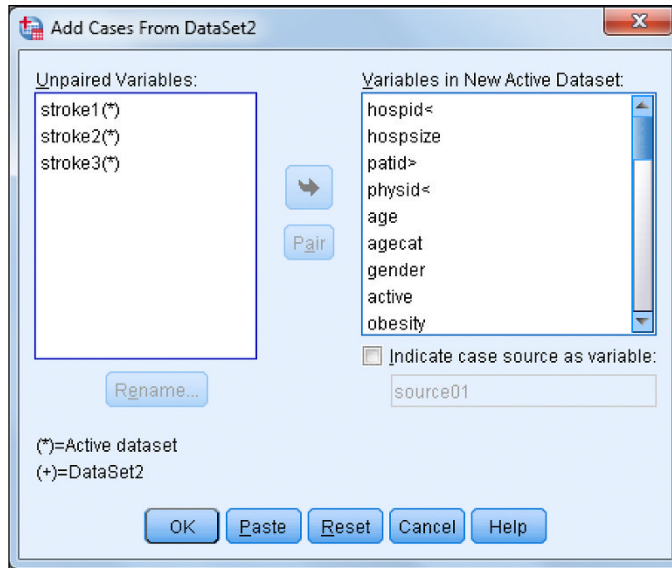 Add Cases From DataSet2
x
Unpaired Variables:
stroke1(*)
stroke2(*)
stroke3(*)
Pair
Rename...
Variables in New Active Dataset:
hospid<
hospsize
patid>
physid<
age
agecat
gender
active
obesity
Indicate case source as variable:
source01
(*)=Active dataset
(+)=DataSet2
OK Paste Reset Cancel Help